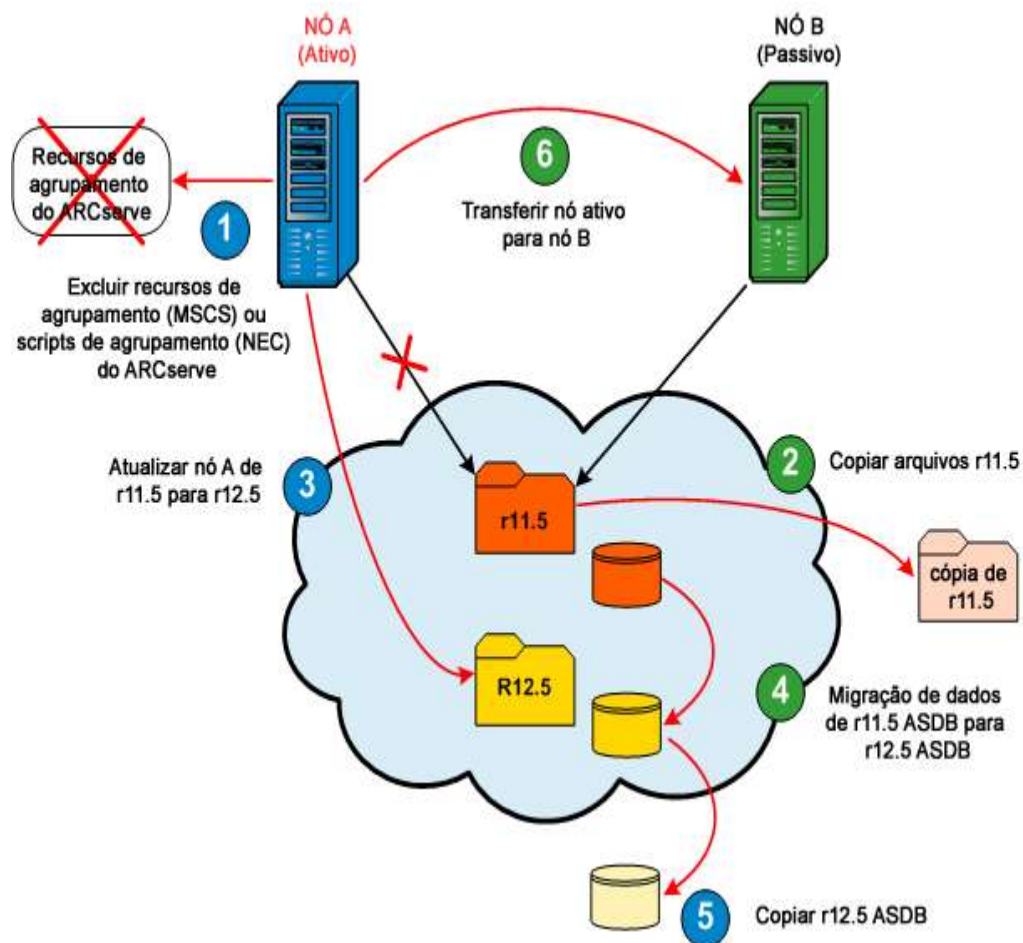 NÓ A
(Ativo)
NÓ B
(Passivo)
Recursos de
agrupamento
do ARCserve
1
6
Transferir nó ativo
para nó B
Excluir recursos de
agrupamento (MSCS) ou
scripts de agrupamento (NEC)
do ARCserve
Atualizar nó A de
r11.5 para r12.5
3
2
Copiar arquivos r11.5
r11.5
cópia de
r11.5
R12.5
4
Migração de dados
de r11.5 ASDB para
r12.5 ASDB
5
Copiar r12.5 ASDB